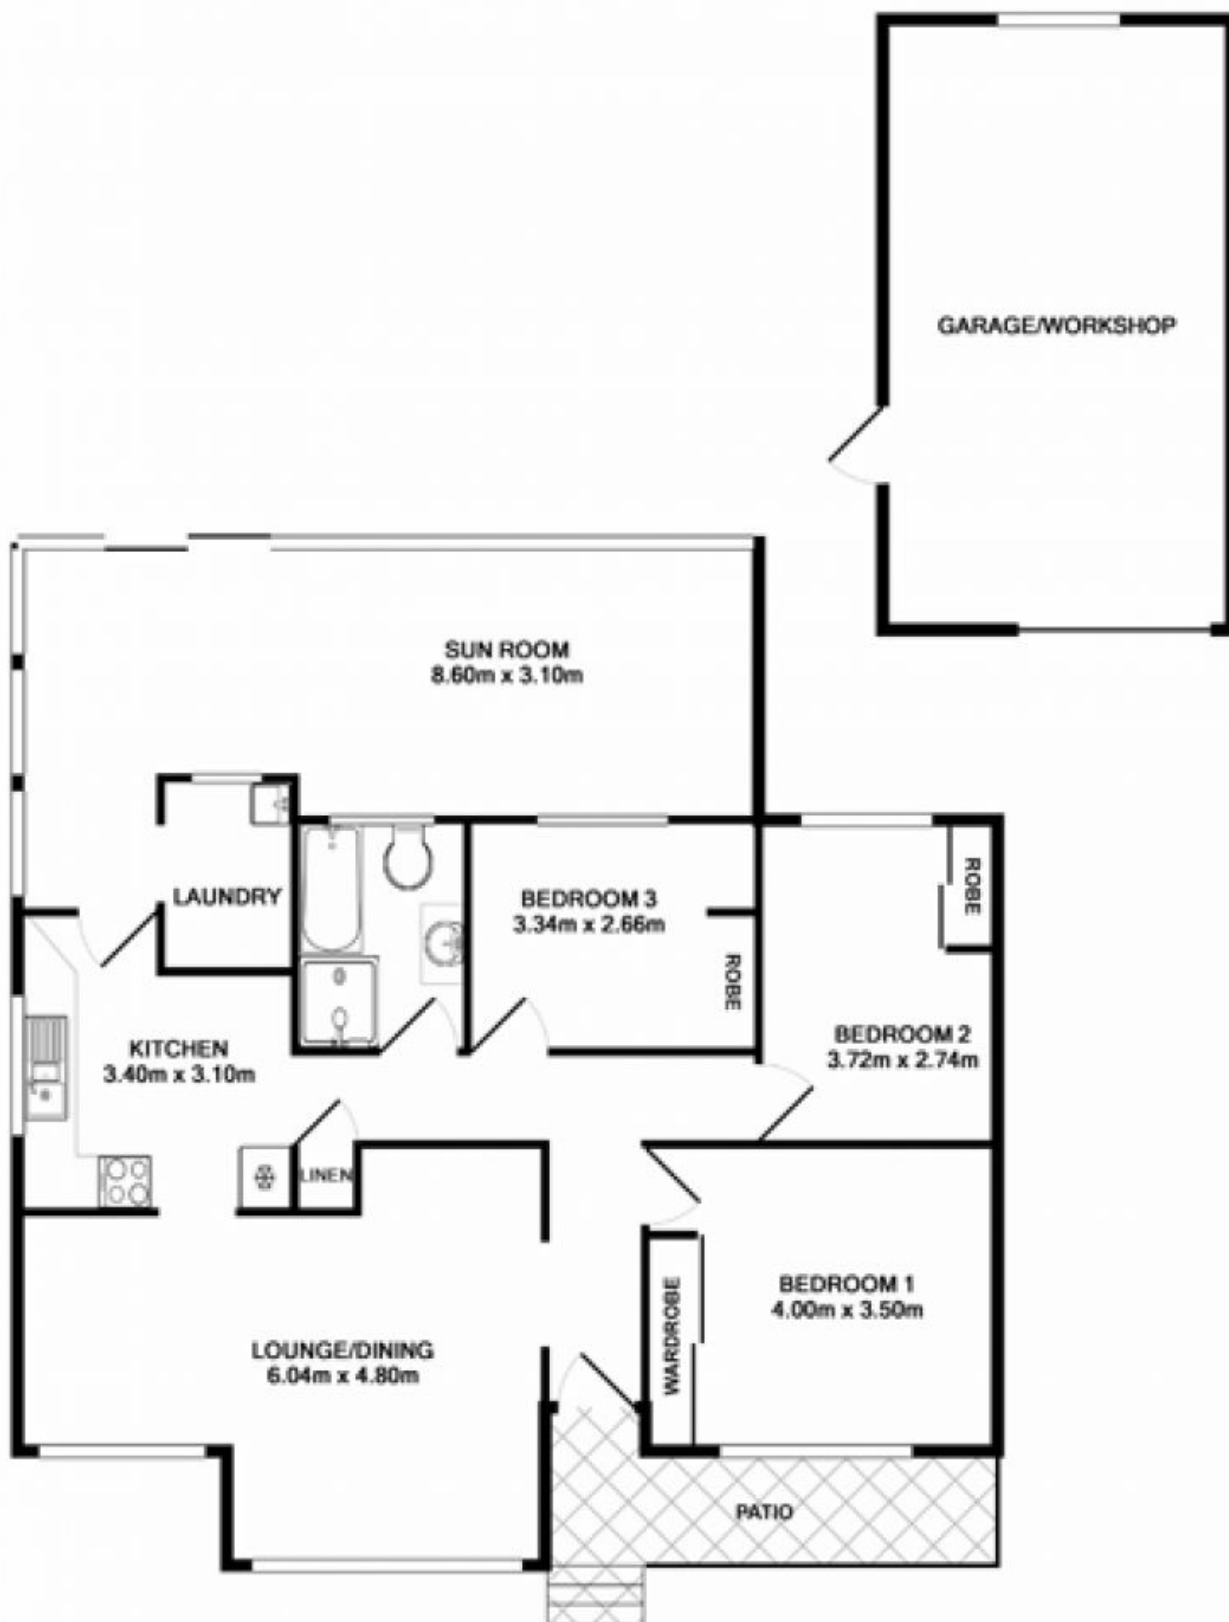 GARAGE/WORKSHOP
SUN ROOM
8.60m x 3.10m
LAUNDRY
BEDROOM 3
3.34m x 2.66m
ROBE
ROBE
BEDROOM 2
3.72m x 2.74m
KITCHEN
3.40m x 3.10m
LINEN
BEDROOM 1
4.00m x 3.50m
WARDROBE
LOUNGE/DINING
6.04m x 4.80m
PATIO